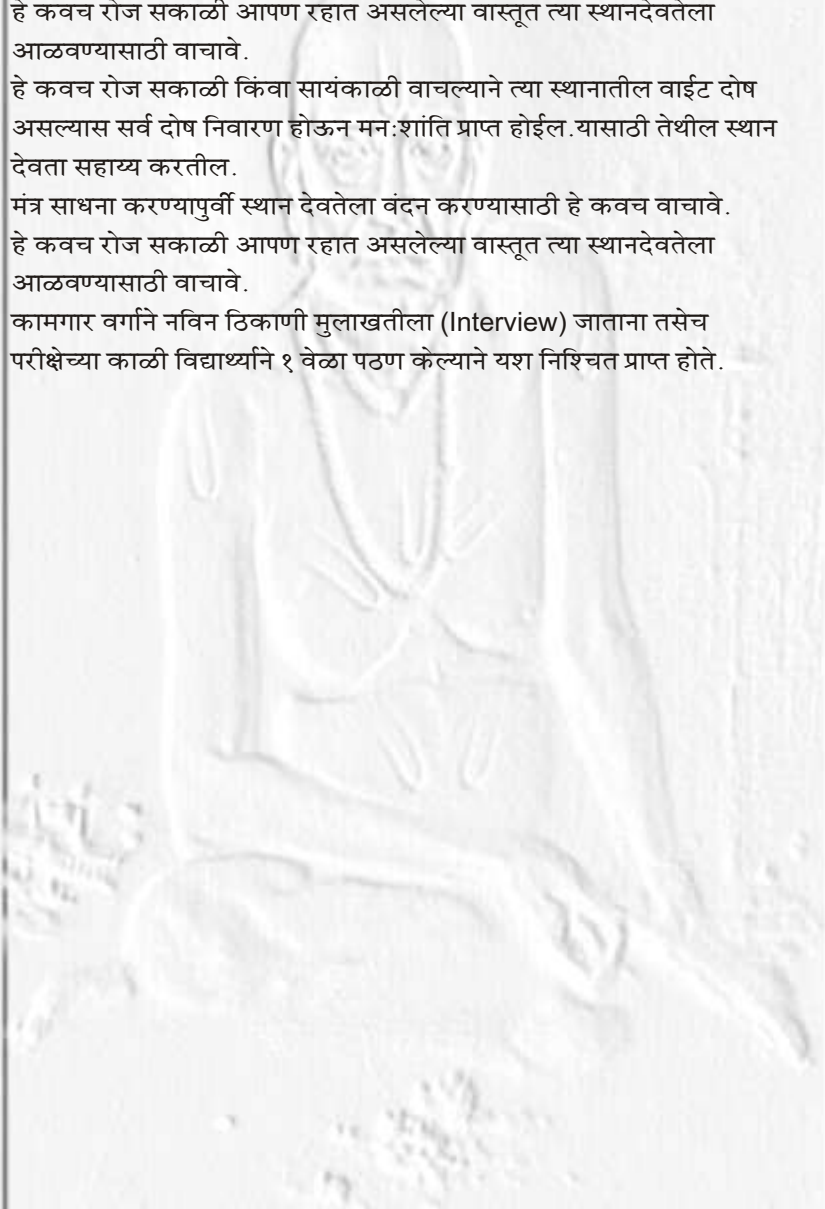 हे कवच रोज सकाळी आपण रहात असलेल्या वास्तूत त्या स्थानदेवतेला
आळवण्यासाठी वाचावे.
हे कवच रोज सकाळी किंवा सायंकाळी वाचल्याने त्या स्थानातील वाईट दोष
असल्यास सर्व दोष निवारण होऊन मन:शांति प्राप्त होईल.यासाठी तेथील स्थान
देवता सहाय्य करतील.
मंत्र साधना करण्यापुर्वी स्थान देवतेला वंदन करण्यासाठी हे कवच वाचावे.
हे कवच रोज सकाळी आपण रहात असलेल्या वास्तूत त्या स्थानदेवतेला
आळवण्यासाठी वाचावे.
कामगार वर्गाने नविन ठिकाणी मुलाखतीला (Interview) जाताना तसेच
परीक्षेच्या काळी विद्यार्थ्याने १ वेळा पठण केल्याने यश निश्चित प्राप्त होते.